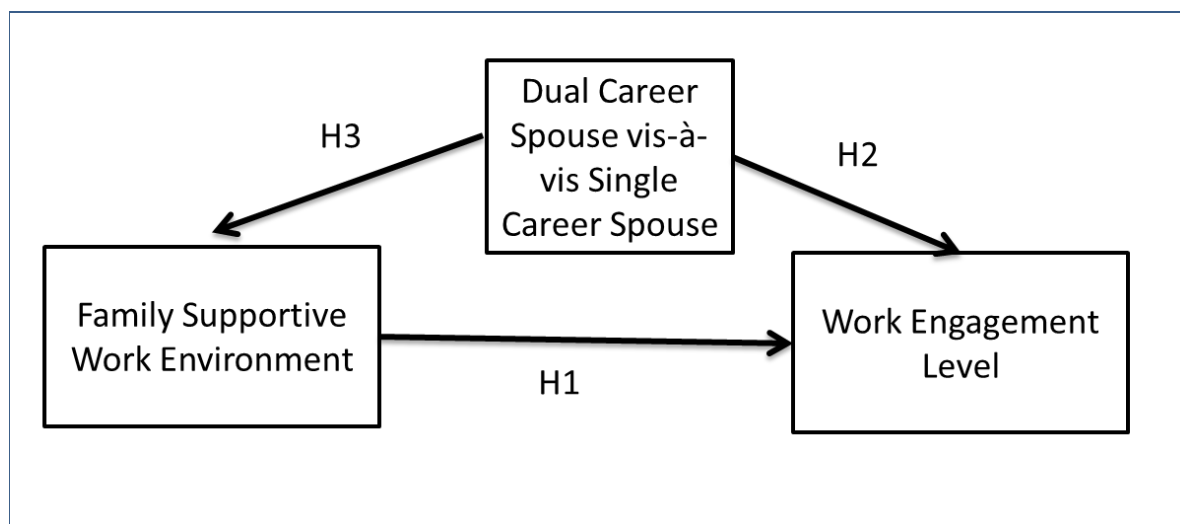 Dual Career
Spouse vis-à-
vis Single
Career Spouse
H3
H2
Family Supportive
Work Environment
Work Engagement
Level
H1